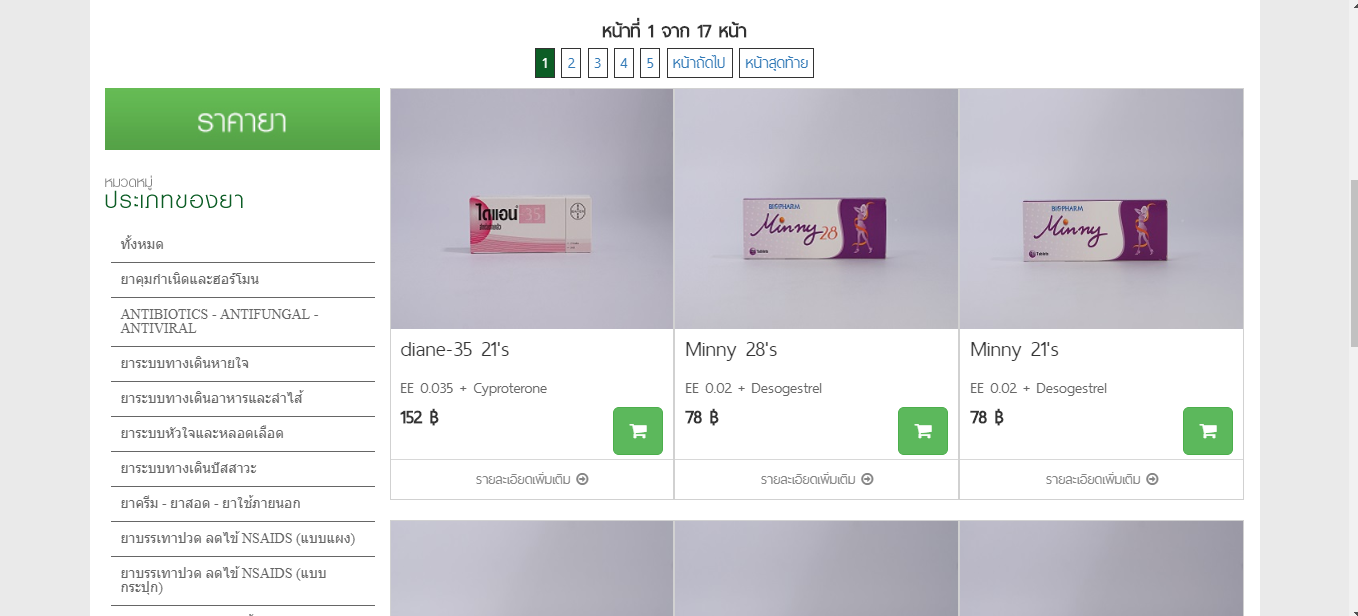 หน้าที่ 1 จาก 17 หน้า
1 2 3 4 5 หน้าถัดไป หน้าสุดท้าย
ราคายา
หมวดหมู่
ประเภทของยา
ทั้งหมด
ยาคุมกำเนิดและฮอร์โมน
ANTIBIOTICS - ANTIFUNGAL -
ANTIVIRAL
ยาระบบทางเดินหายใจ
ยาระบบทางเดินอาหารและลำไส้
ยาระบบหัวใจและหลอดเลือด
ยาระบบทางเดินปัสสาวะ
ยาครีม - ยาสอด - ยาใช้ภายนอก
ยาบรรเทาปวด ลดไข้ NSAIDS (แบบแผง)
ยาบรรเทาปวด ลดไข้ NSAIDS (แบบ
กระปุก)
ไดแอน 35
diane-35 21's
EE 0.035 + Cyproterone
152 ฿
รายละเอียดเพิ่มเติม
BIOPHARM
Minny 28
Tablets
Minny 28's
EE 0.02 + Desogestrel
78 ฿
รายละเอียดเพิ่มเติม
BIOPHARM
Minny
Tablets
Minny 21's
EE 0.02 + Desogestrel
78 ฿
รายละเอียดเพิ่มเติม